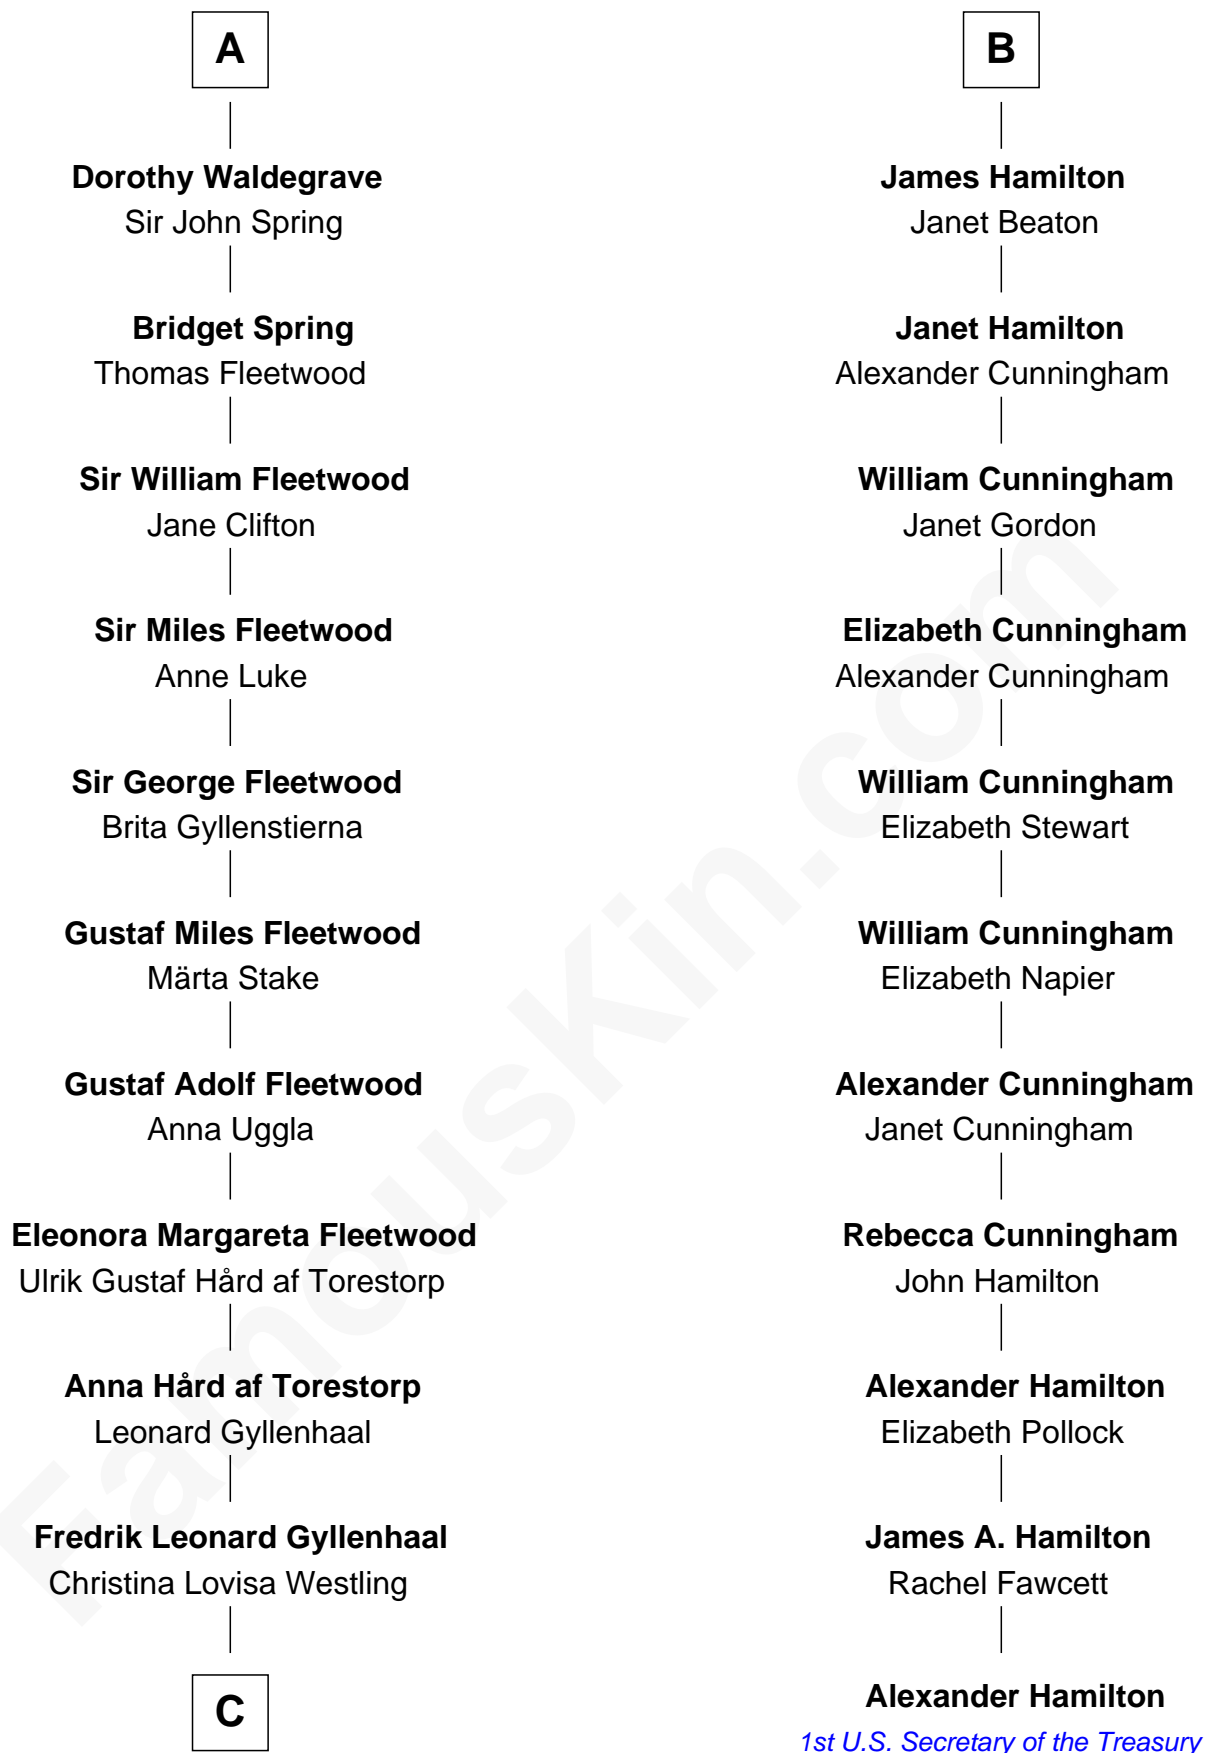 A
Dorothy Waldegrave
Sir John Spring
Bridget Spring
Thomas Fleetwood
Sir William Fleetwood
Jane Clifton
Sir Miles Fleetwood
Anne Luke
Sir George Fleetwood
Brita Gyllenstierna
Gustaf Miles Fleetwood
Märta Stake
Gustaf Adolf Fleetwood
Anna Uggla
Eleonora Margareta Fleetwood
Ulrik Gustaf Hård af Torestorp
Anna Hård af Torestorp
Leonard Gyllenhaal
Fredrik Leonard Gyllenhaal
Christina Lovisa Westling
C
B
James Hamilton
Janet Beaton
Janet Hamilton
Alexander Cunningham
William Cunningham
Janet Gordon
Elizabeth Cunningham
Alexander Cunningham
William Cunningham
Elizabeth Stewart
William Cunningham
Elizabeth Napier
Alexander Cunningham
Janet Cunningham
Rebecca Cunningham
John Hamilton
Alexander Hamilton
Elizabeth Pollock
James A. Hamilton
Rachel Fawcett
Alexander Hamilton
1st U.S. Secretary of the Treasury
FamousKin.com